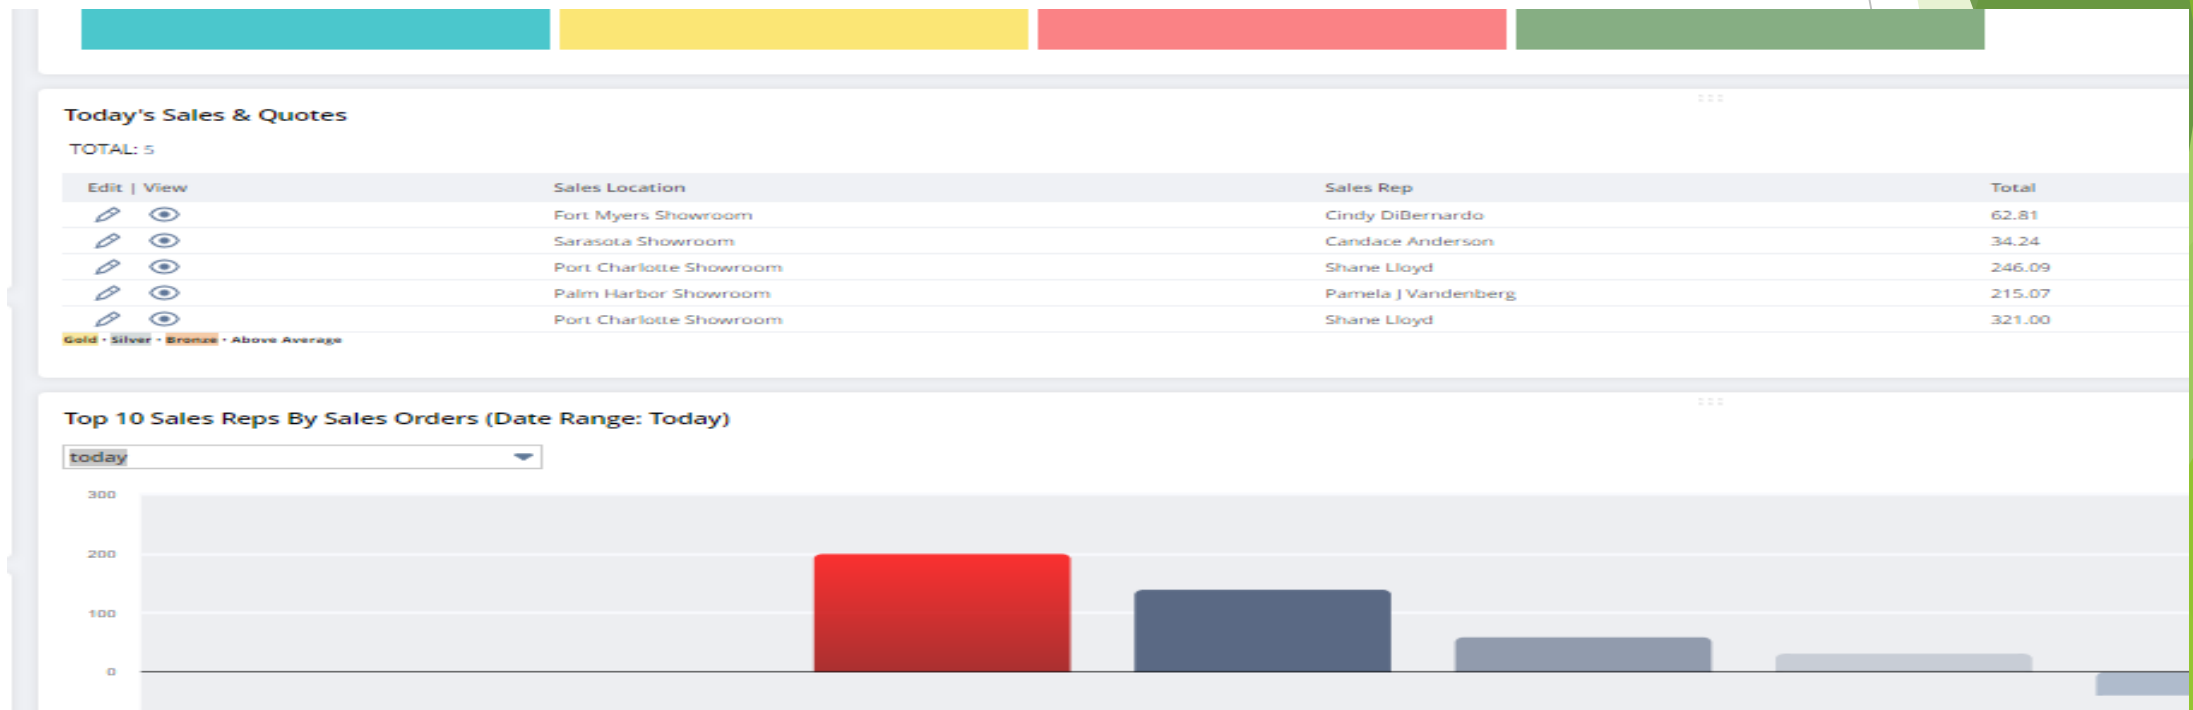 Today's Sales & Quotes
TOTAL: 5
Edit | View Sales Location Sales Rep Total
Fort Myers Showroom Cindy DiBernardo 62.81
Sarasota Showroom Candace Anderson 34.24
Port Charlotte Showroom Shane Lloyd 246.09
Palm Harbor Showroom Pamela J Vandenberg 215.07
Port Charlotte Showroom Shane Lloyd 321.00
Gold - Silver - Bronze - Above Average
Top 10 Sales Reps By Sales Orders (Date Range: Today)
today
300
200
100
0